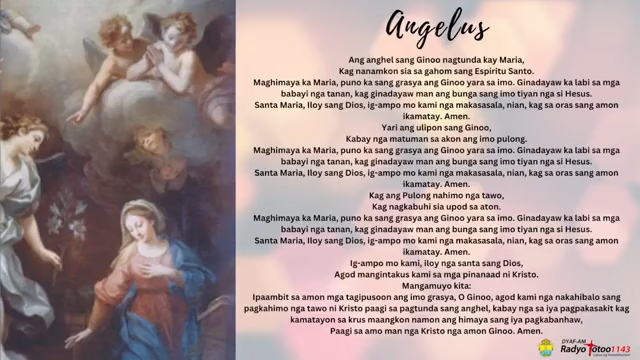 Angelus
Ang anghel sang Ginoo nagtunda kay Maria,
Kag nanamkon sia sa gahom sang Espiritu Santo.
Maghimaya ka Maria, puno ka sang grasya ang Ginoo yara sa imo. Ginadayaw ka labi sa mga
babayi nga tanan, kag ginadayaw man ang bunga sang imo tiyan nga si Hesus.
Santa Maria, Iloy sang Dios, ig-ampo mo kami nga makasasala, nian, kag sa oras sang amon
ikamatay. Amen.
Yari ang ulipon sang Ginoo,
Kabay nga matuman sa akon ang imo pulong.
Maghimaya ka Maria, puno ka sang grasya ang Ginoo yara sa imo. Ginadayaw ka labi sa mga
babayi nga tanan, kag ginadayaw man ang bunga sang imo tiyan nga si Hesus.
Santa Maria, Iloy sang Dios, ig-ampo mo kami nga makasasala, nian, kag sa oras sang amon
ikamatay. Amen.
Kag ang Pulong nahimo nga tawo,
Kag nagkabuhi sia upod sa aton.
Maghimaya ka Maria, puno ka sang grasya ang Ginoo yara sa imo. Ginadayaw ka labi sa mga
babayi nga tanan, kag ginadayaw man ang bunga sang imo tiyan nga si Hesus.
Santa Maria, Iloy sang Dios, ig-ampo mo kami nga makasasala, nian, kag sa oras sang amon
ikamatay. Amen.
Ig-ampo mo kami, iloy nga santa sang Dios,
Agod mangintakus kami sa mga pinanaad ni Kristo.
Mangamuyo kita:
Ipaambit sa amon mga tagipusoon ang imo grasya, O Ginoo, agod kami nga nakahibalo sang
pagkahimo nga tawo ni Kristo paagi sa pagtunda sang anghel, kabay nga sa iya pagpakasakit kag
kamatayon sa krus maangkon namon ang himaya sang iya pagkabanhaw,
Paagi sa amo man nga Kristo nga amon Ginoo. Amen.
DYAF-AM
Radyo Totoo 1143